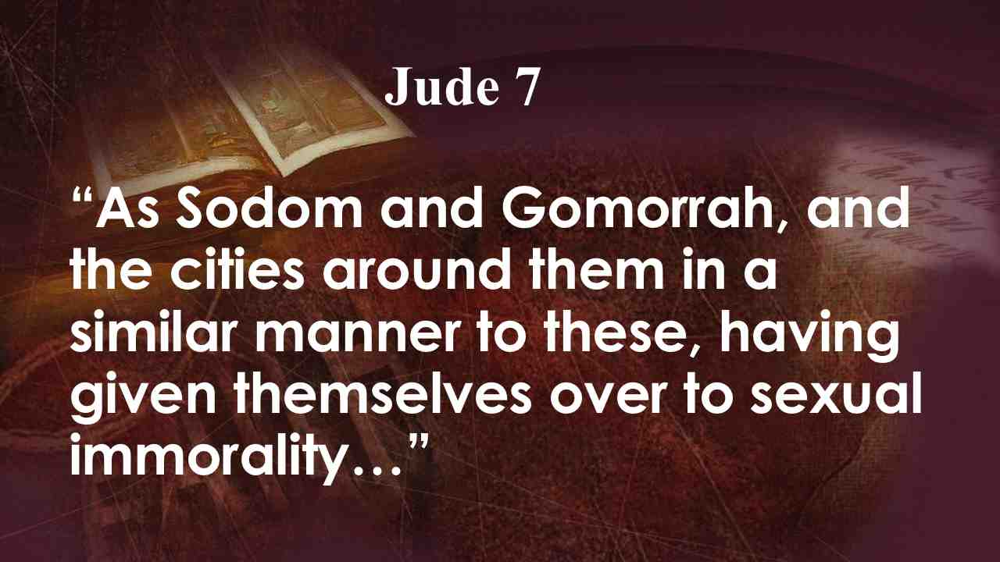 Jude 7
“As Sodom and Gomorrah, and
the cities around them in a
similar manner to these, having
given themselves over to sexual
immorality…”